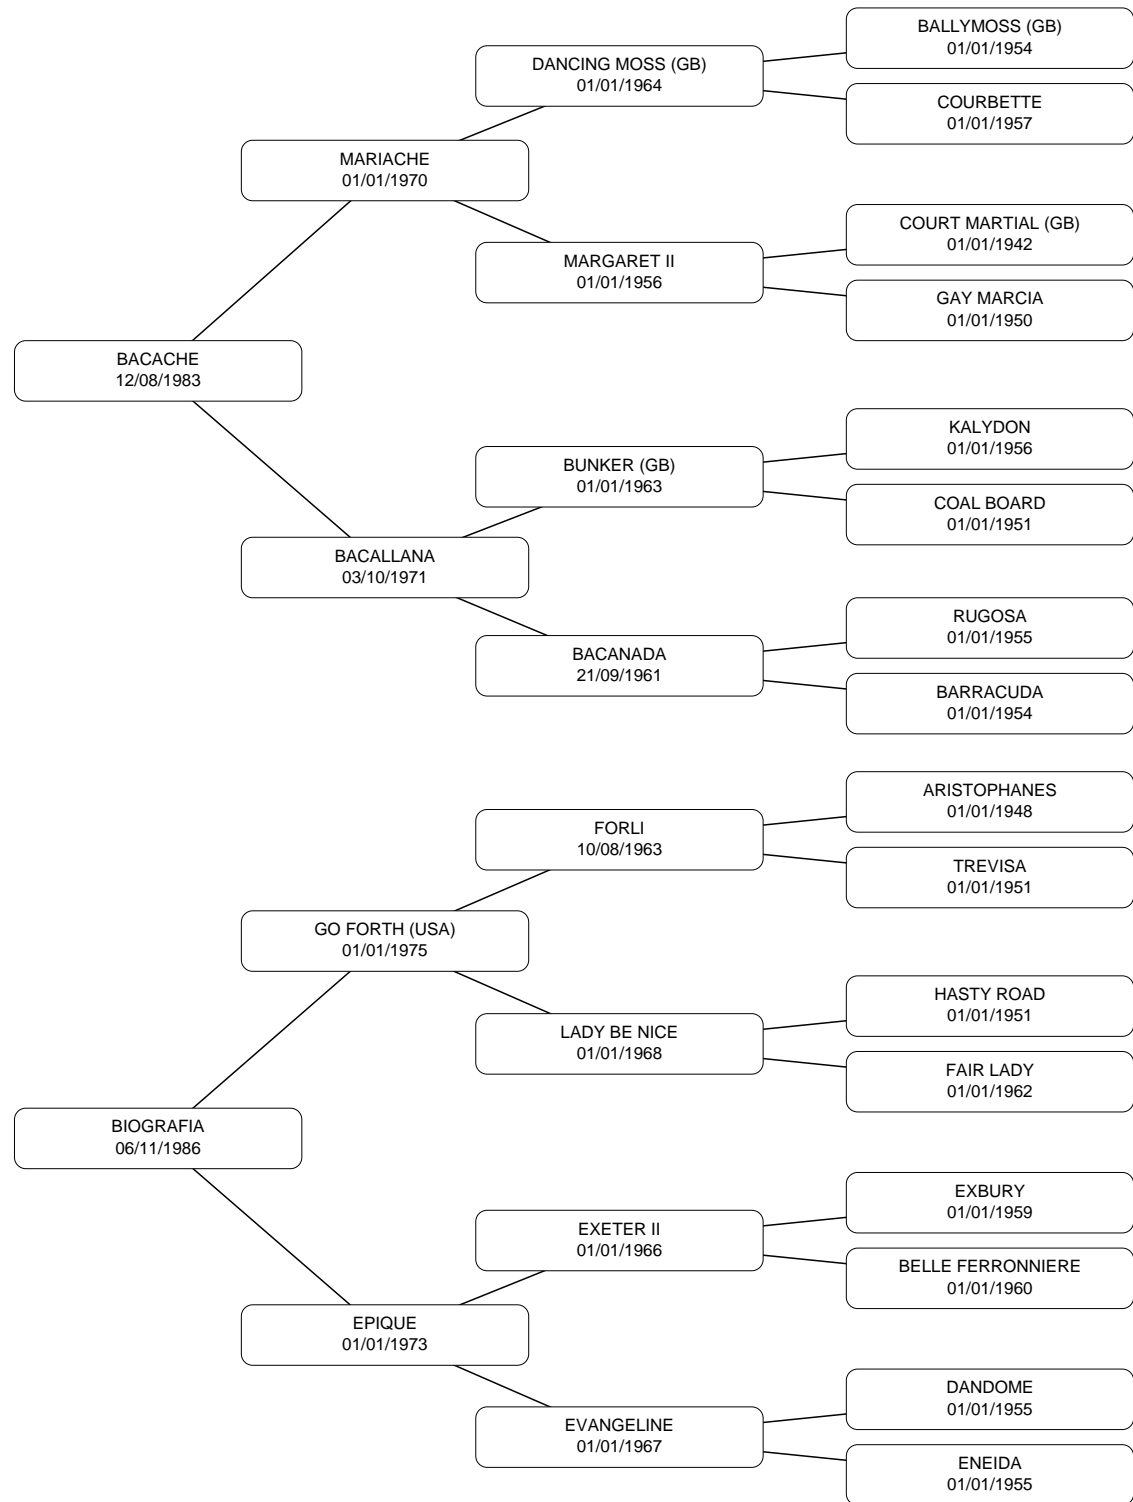 BALLYMOSS (GB)
01/01/1954
DANCING MOSS (GB)
01/01/1964
COURBETTE
01/01/1957
MARIACHE
01/01/1970
COURT MARTIAL (GB)
01/01/1942
MARGARET II
01/01/1956
GAY MARCIA
01/01/1950
BACACHE
12/08/1983
KALYDON
01/01/1956
BUNKER (GB)
01/01/1963
COAL BOARD
01/01/1951
BACALLANA
03/10/1971
RUGOSA
01/01/1955
BACANADA
21/09/1961
BARRACUDA
01/01/1954
ARISTOPHANES
01/01/1948
FORLI
10/08/1963
TREVISA
01/01/1951
GO FORTH (USA)
01/01/1975
HASTY ROAD
01/01/1951
LADY BE NICE
01/01/1968
FAIR LADY
01/01/1962
BIOGRAFIA
06/11/1986
EXBURY
01/01/1959
EXETER II
01/01/1966
BELLE FERRONNIERE
01/01/1960
EPIQUE
01/01/1973
DANDOME
01/01/1955
EVANGELINE
01/01/1967
ENEIDA
01/01/1955